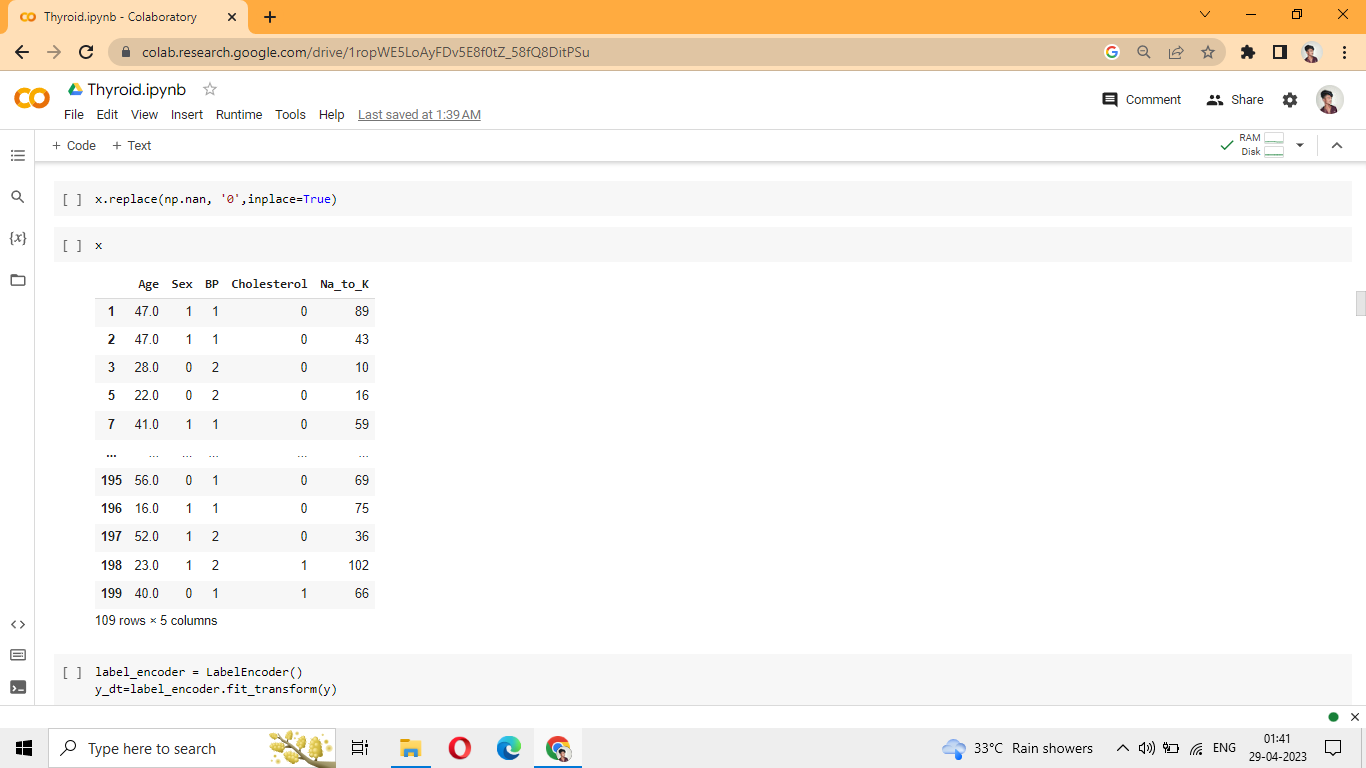 Thyroid.ipynb - Colaboratory
colab.research.google.com/drive/1ropWE5LoAyFDv5E8f0tZ_58fQ8DitPSu
Thyroid.ipynb
Comment Share
File Edit View Insert Runtime Tools Help Last saved at 1:39 AM
+ Code + Text
RAM
Disk
[ ] x.replace(np.nan, '0',inplace=True)
{x}
[ ] x
Age Sex BP Cholesterol Na_to_K
1 47.0 1 1 0 89
2 47.0 1 1 0 43
3 28.0 0 2 0 10
5 22.0 0 2 0 16
7 41.0 1 1 0 59
... ... ... ... ... ...
195 56.0 0 1 0 69
196 16.0 1 1 0 75
197 52.0 1 2 0 36
198 23.0 1 2 1 102
199 40.0 0 1 1 66
109 rows × 5 columns
[ ] label_encoder = LabelEncoder()
y_dt=label_encoder.fit_transform(y)
Type here to search
33°C Rain showers
ENG
01:41
29-04-2023